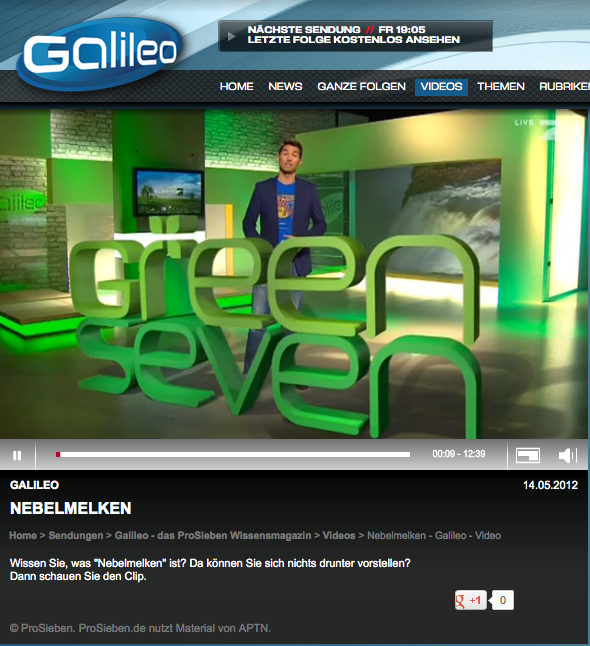 Galileo
NÄCHSTE SENDUNG // FR 19:05
LETZTE FOLGE KOSTENLOS ANSEHEN
HOME NEWS GANZE FOLGEN VIDEOS THEMEN RUBRIKEN
LIVE
green
seven
00:09 - 12:39
GALILEO 14.05.2012
NEBELMELKEN
Home > Sendungen > Galileo - das ProSieben Wissensmagazin > Videos > Nebelmelken - Galileo - Video
Wissen Sie, was "Nebelmelken" ist? Da können Sie sich nichts drunter vorstellen?
Dann schauen Sie den Clip.
g +1 0
© ProSieben. ProSieben.de nutzt Material von APTN.